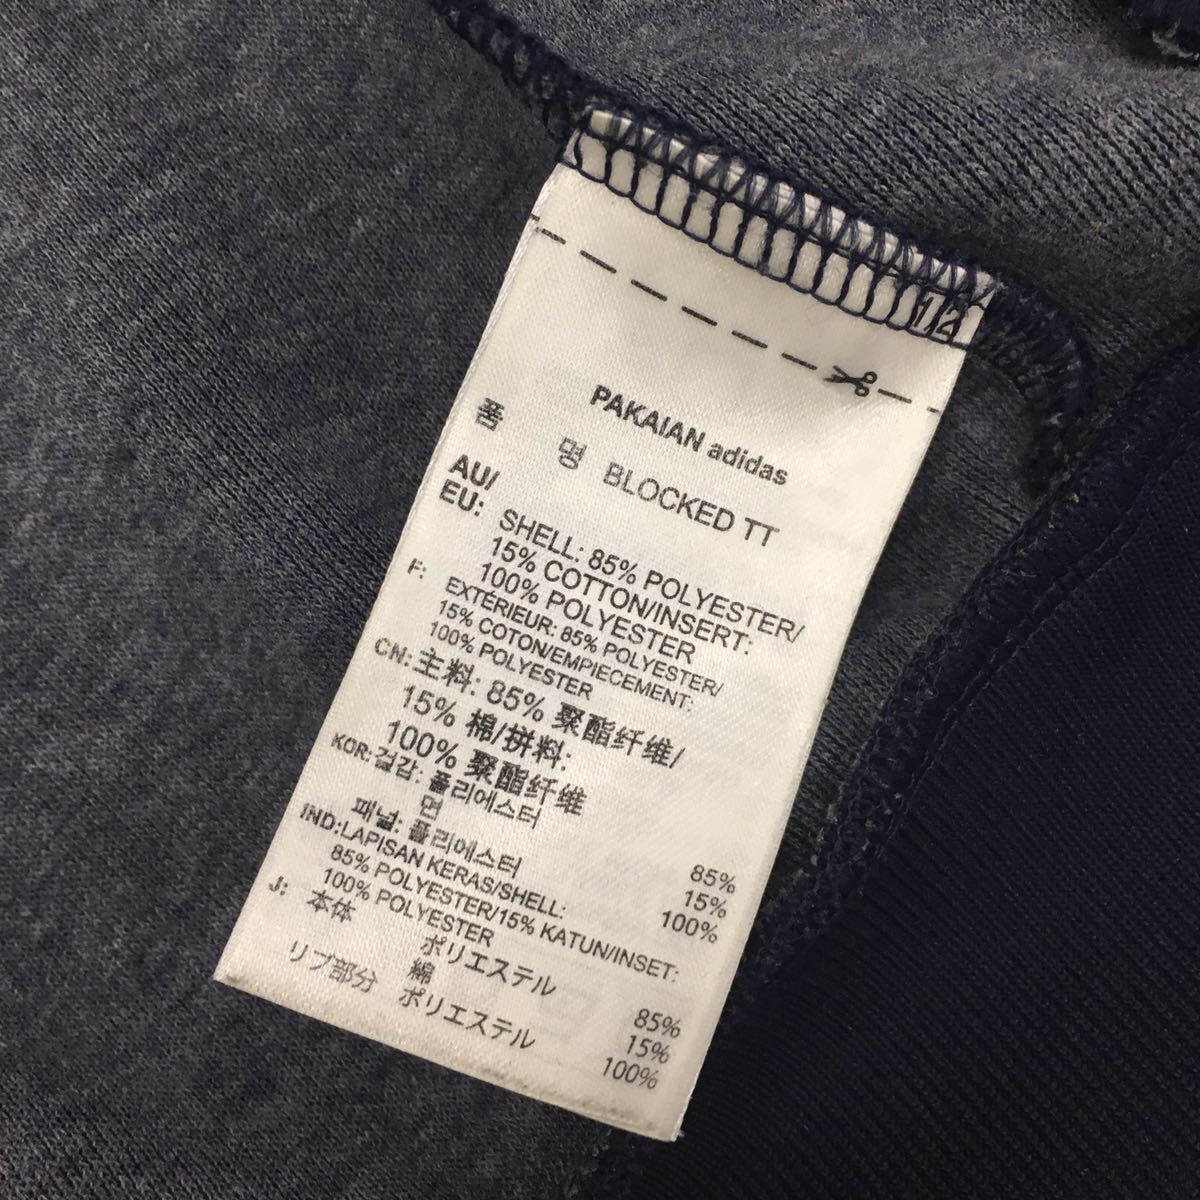 1/2
PAKAIAN adidas
품 명 BLOCKED TT
AU/
EU: SHELL: 85% POLYESTER/
15% COTTON/INSERT:
100% POLYESTER
F: EXTÉRIEUR: 85% POLYESTER/
15% COTON/EMPIECEMENT:
100% POLYESTER
CN: 主料: 85% 聚酯纤维/
15% 棉/拼料:
100% 聚酯纤维
KOR: 겉감: 폴리에스터 85%
면 15%
패널: 폴리에스터 100%
IND:LAPISAN KERAS/SHELL:
85% POLYESTER/15% KATUN/INSET:
100% POLYESTER
J: 本体 ポリエステル 85%
綿 15%
リブ部分 ポリエステル 100%